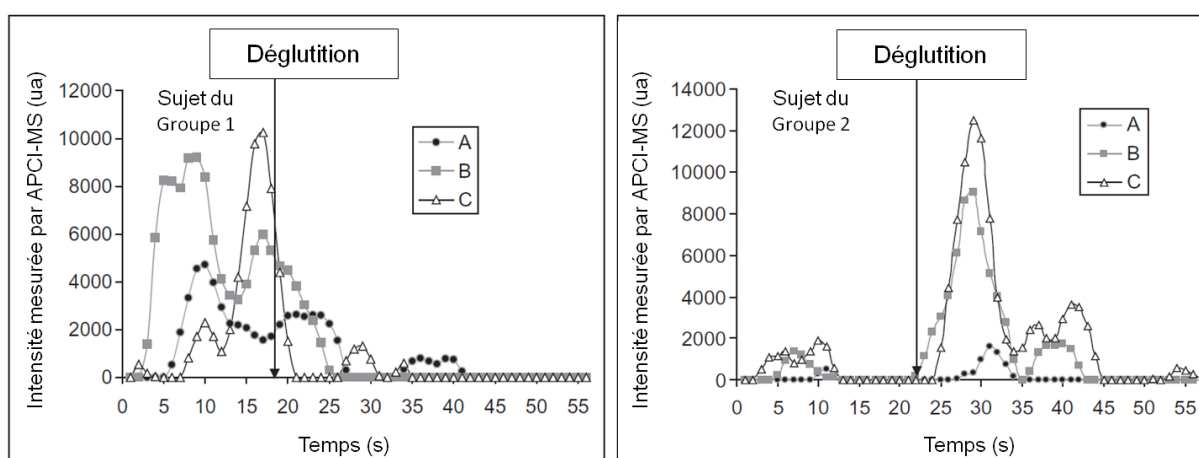 Déglutition
Intensité mesurée par APCI-MS (ua)
12000
10000
8000
6000
4000
2000
0
Sujet du
Groupe 1
A
B
C
0 5 10 15 20 25 30 35 40 45 50 55
Temps (s)
Déglutition
Intensité mesurée par APCI-MS (ua)
14000
12000
10000
8000
6000
4000
2000
0
Sujet du
Groupe 2
A
B
C
0 5 10 15 20 25 30 35 40 45 50 55
Temps (s)